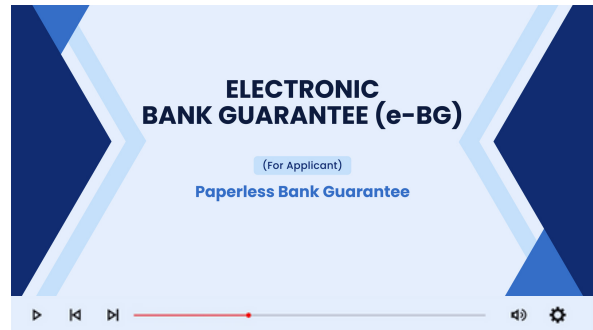 ELECTRONIC
BANK GUARANTEE (e-BG)
(For Applicant)
Paperless Bank Guarantee